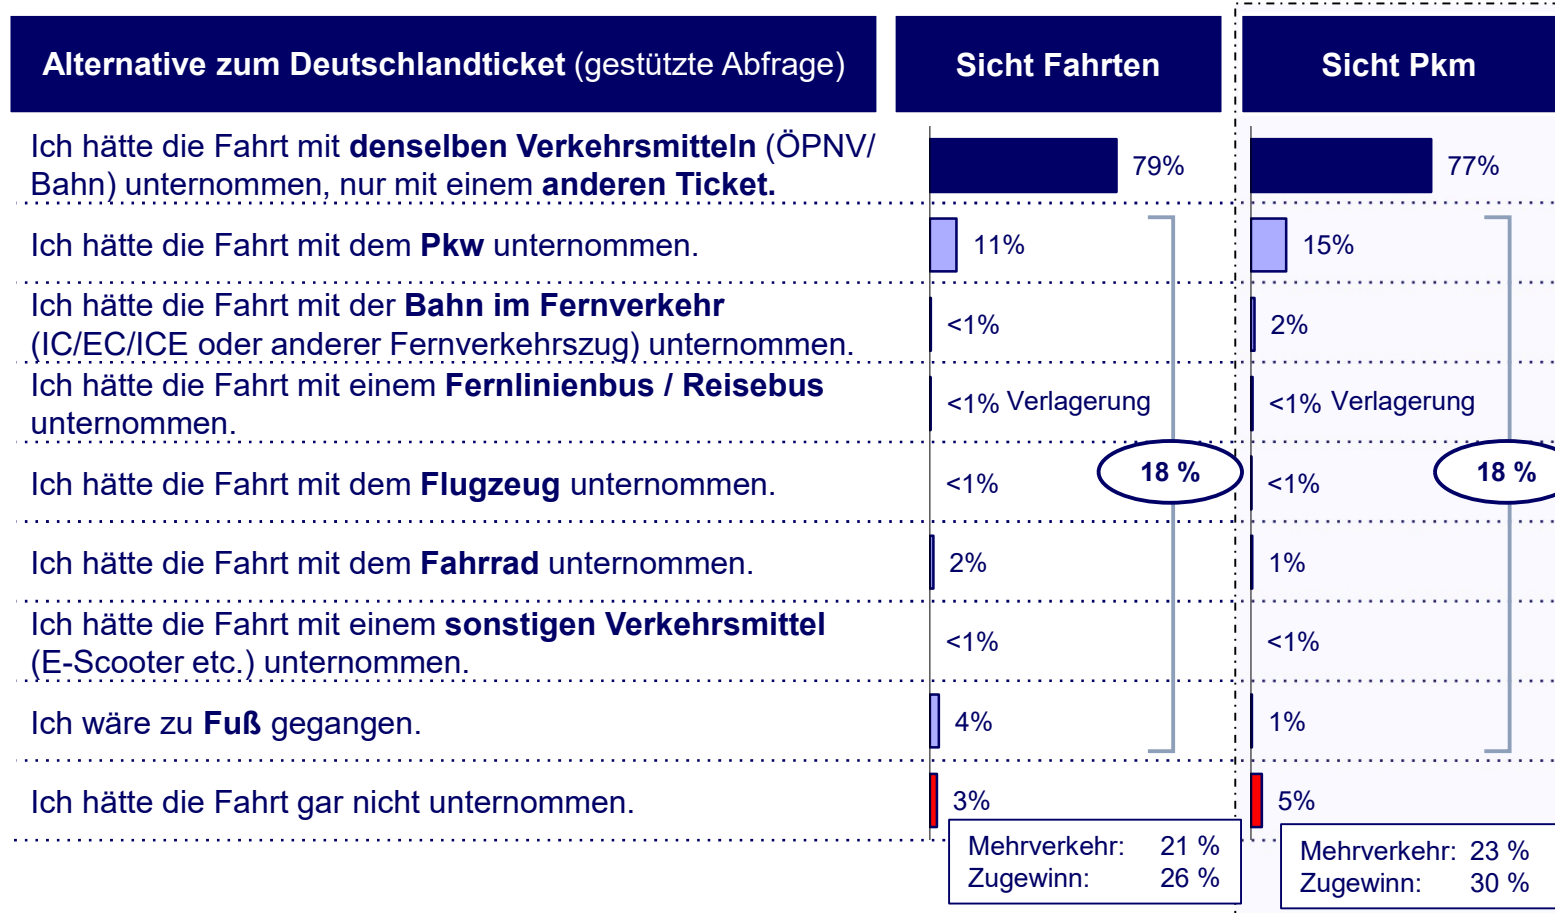 Alternative zum Deutschlandticket (gestützte Abfrage)
Sicht Fahrten
Sicht Pkm
Ich hätte die Fahrt mit denselben Verkehrsmitteln (ÖPNV/
Bahn) unternommen, nur mit einem anderen Ticket.
79%
77%
Ich hätte die Fahrt mit dem Pkw unternommen.
11%
15%
Ich hätte die Fahrt mit der Bahn im Fernverkehr
(IC/EC/ICE oder anderer Fernverkehrszug) unternommen.
<1%
2%
Ich hätte die Fahrt mit einem Fernlinienbus / Reisebus
unternommen.
<1% Verlagerung
<1% Verlagerung
Ich hätte die Fahrt mit dem Flugzeug unternommen.
<1%
18 %
<1%
18 %
Ich hätte die Fahrt mit dem Fahrrad unternommen.
2%
1%
Ich hätte die Fahrt mit einem sonstigen Verkehrsmittel
(E-Scooter etc.) unternommen.
<1%
<1%
Ich wäre zu Fuß gegangen.
4%
1%
Ich hätte die Fahrt gar nicht unternommen.
3%
5%
Mehrverkehr: 21 %
Zugewinn: 26 %
Mehrverkehr: 23 %
Zugewinn: 30 %